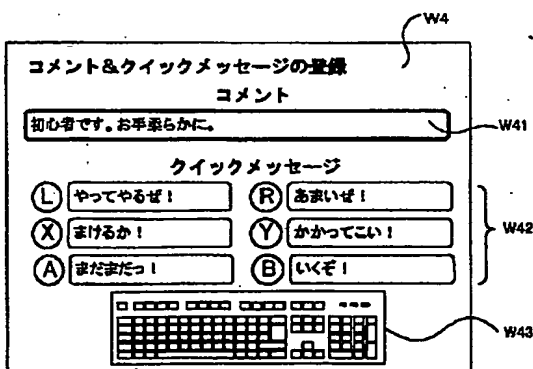 W4
コメント&クイックメッセージの登録
コメント
初心者です。お手柔らかに。
W41
クイックメッセージ
L やってやるぜ！ R あまいぜ！
X まけるか！ Y かかってこい！
W42
A まだまだっ！ B いくぞ！
W43